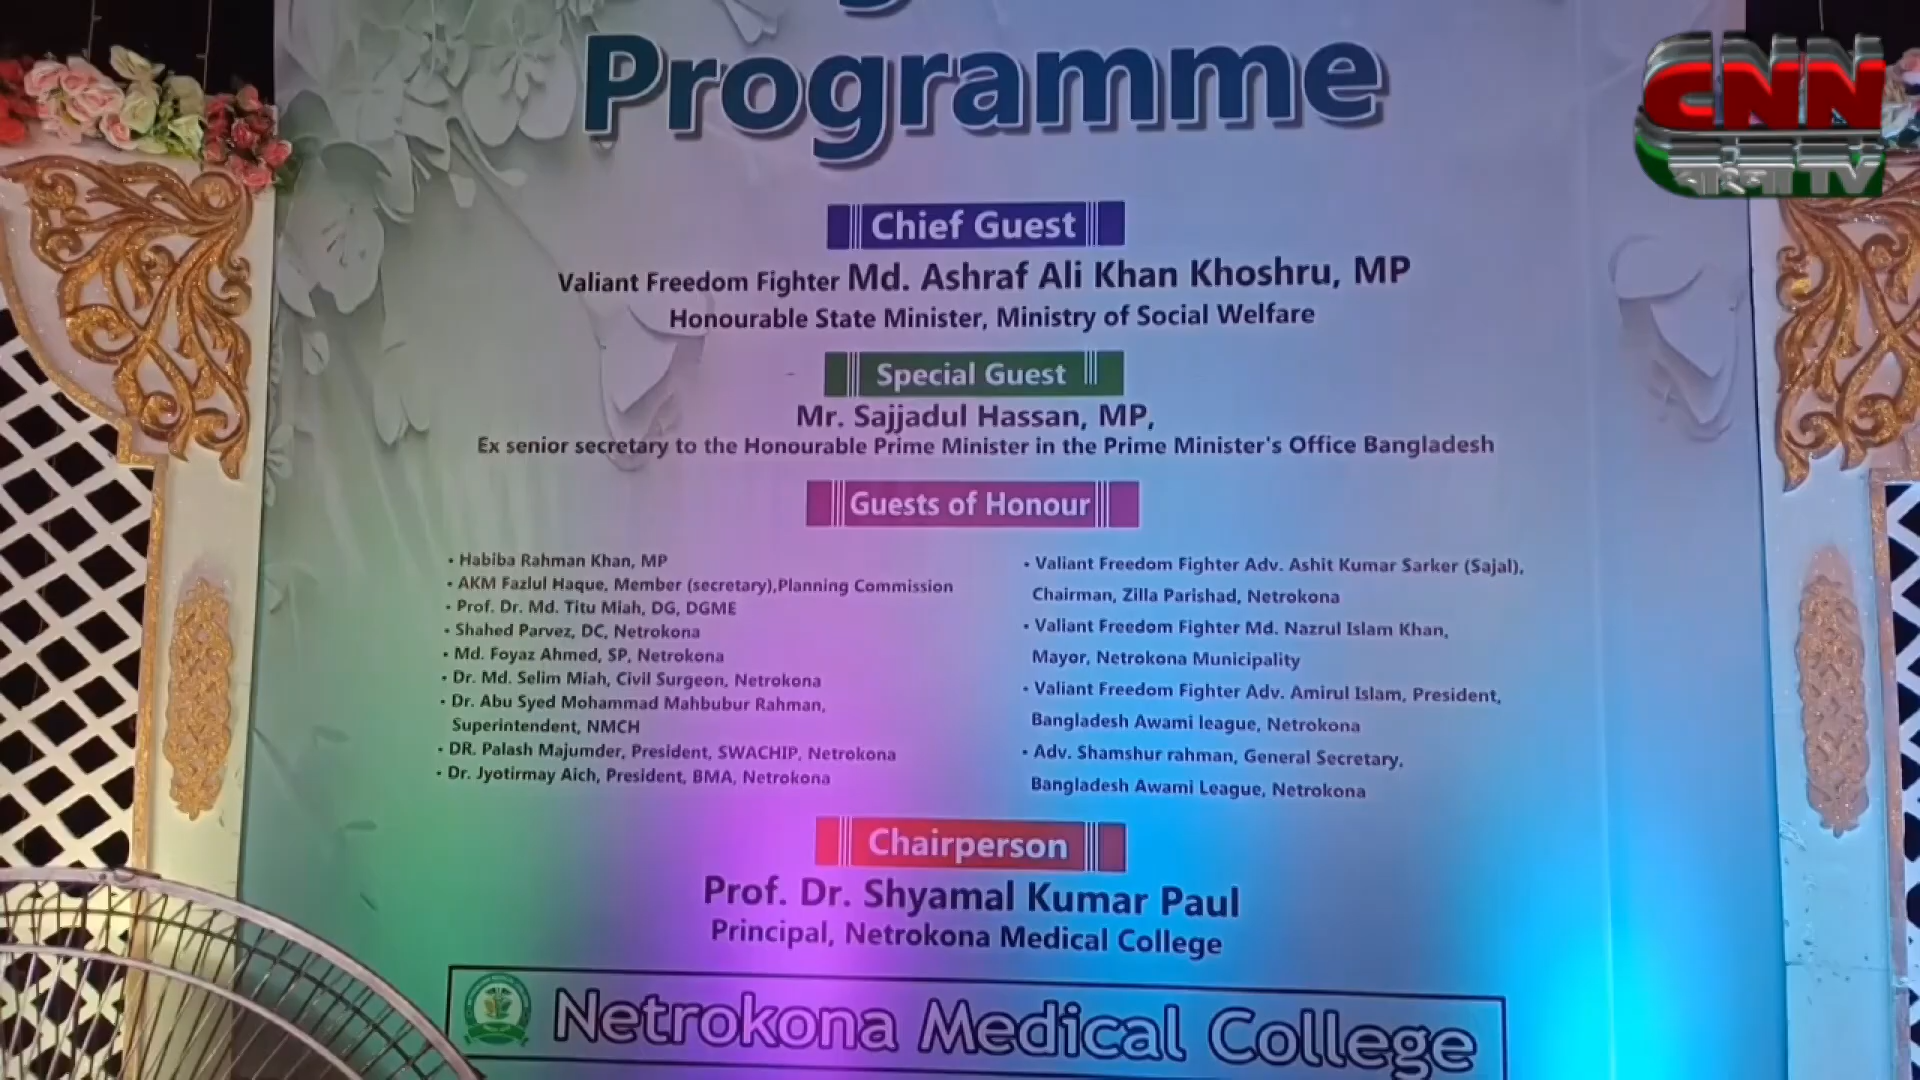 Programme
CNN
বাংলা TV
Chief Guest
Valiant Freedom Fighter Md. Ashraf Ali Khan Khoshru, MP
Honourable State Minister, Ministry of Social Welfare
Special Guest
Mr. Sajjadul Hassan, MP,
Ex senior secretary to the Honourable Prime Minister in the Prime Minister's Office Bangladesh
Guests of Honour
• Habiba Rahman Khan, MP
• AKM Fazlul Haque, Member (secretary),Planning Commission
• Prof. Dr. Md. Titu Miah, DG, DGME
• Shahed Parvez, DC, Netrokona
• Md. Foyaz Ahmed, SP, Netrokona
• Dr. Md. Selim Miah, Civil Surgeon, Netrokona
• Dr. Abu Syed Mohammad Mahbubur Rahman,
Superintendent, NMCH
• DR. Palash Majumder, President, SWACHIP, Netrokona
• Dr. Jyotirmay Aich, President, BMA, Netrokona
• Valiant Freedom Fighter Adv. Ashit Kumar Sarker (Sajal),
Chairman, Zilla Parishad, Netrokona
• Valiant Freedom Fighter Md. Nazrul Islam Khan,
Mayor, Netrokona Municipality
• Valiant Freedom Fighter Adv. Amirul Islam, President,
Bangladesh Awami league, Netrokona
• Adv. Shamshur rahman, General Secretary,
Bangladesh Awami League, Netrokona
Chairperson
Prof. Dr. Shyamal Kumar Paul
Principal, Netrokona Medical College
Netrokona Medical College